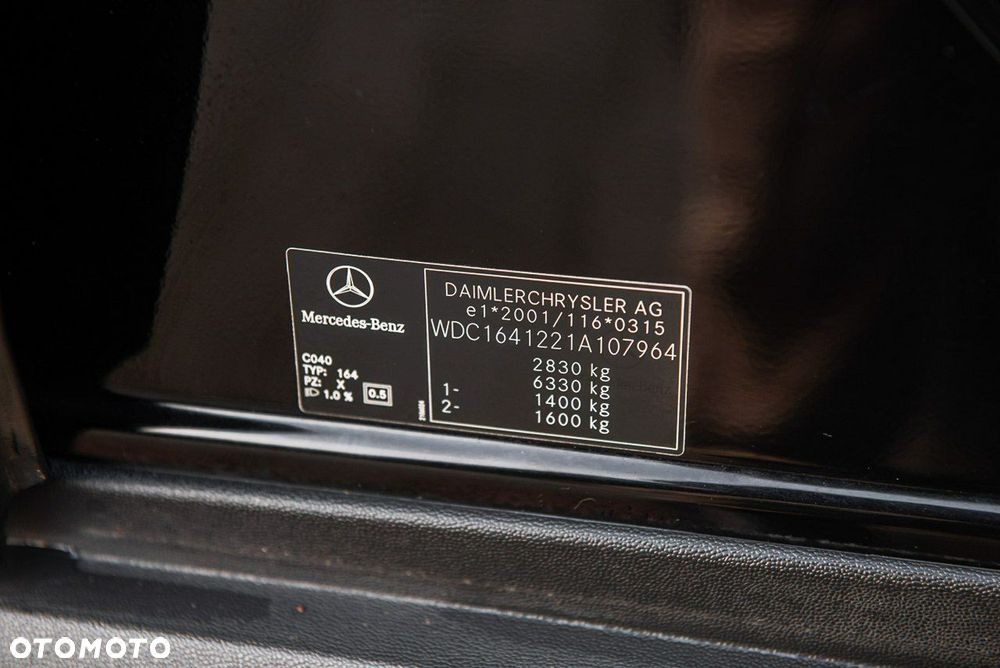 Mercedes-Benz
C040
TYP: 164
PZ: X
1.0 % 0.5
DAIMLERCHRYSLER AG
e1*2001/116*0315
WDC1641221A107964
2830 kg
6330 kg
1- 1400 kg
2- 1600 kg
OTOMOTO